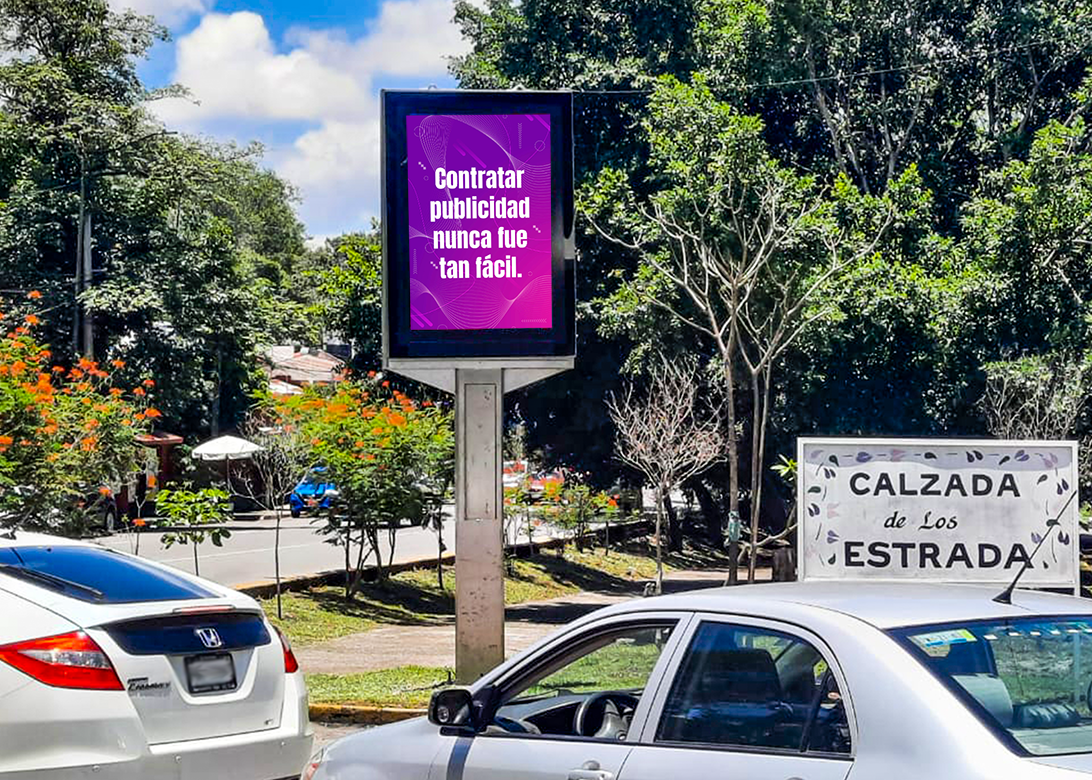 Contratar
publicidad
nunca fue
tan fácil.
CALZADA
de Los
ESTRADA